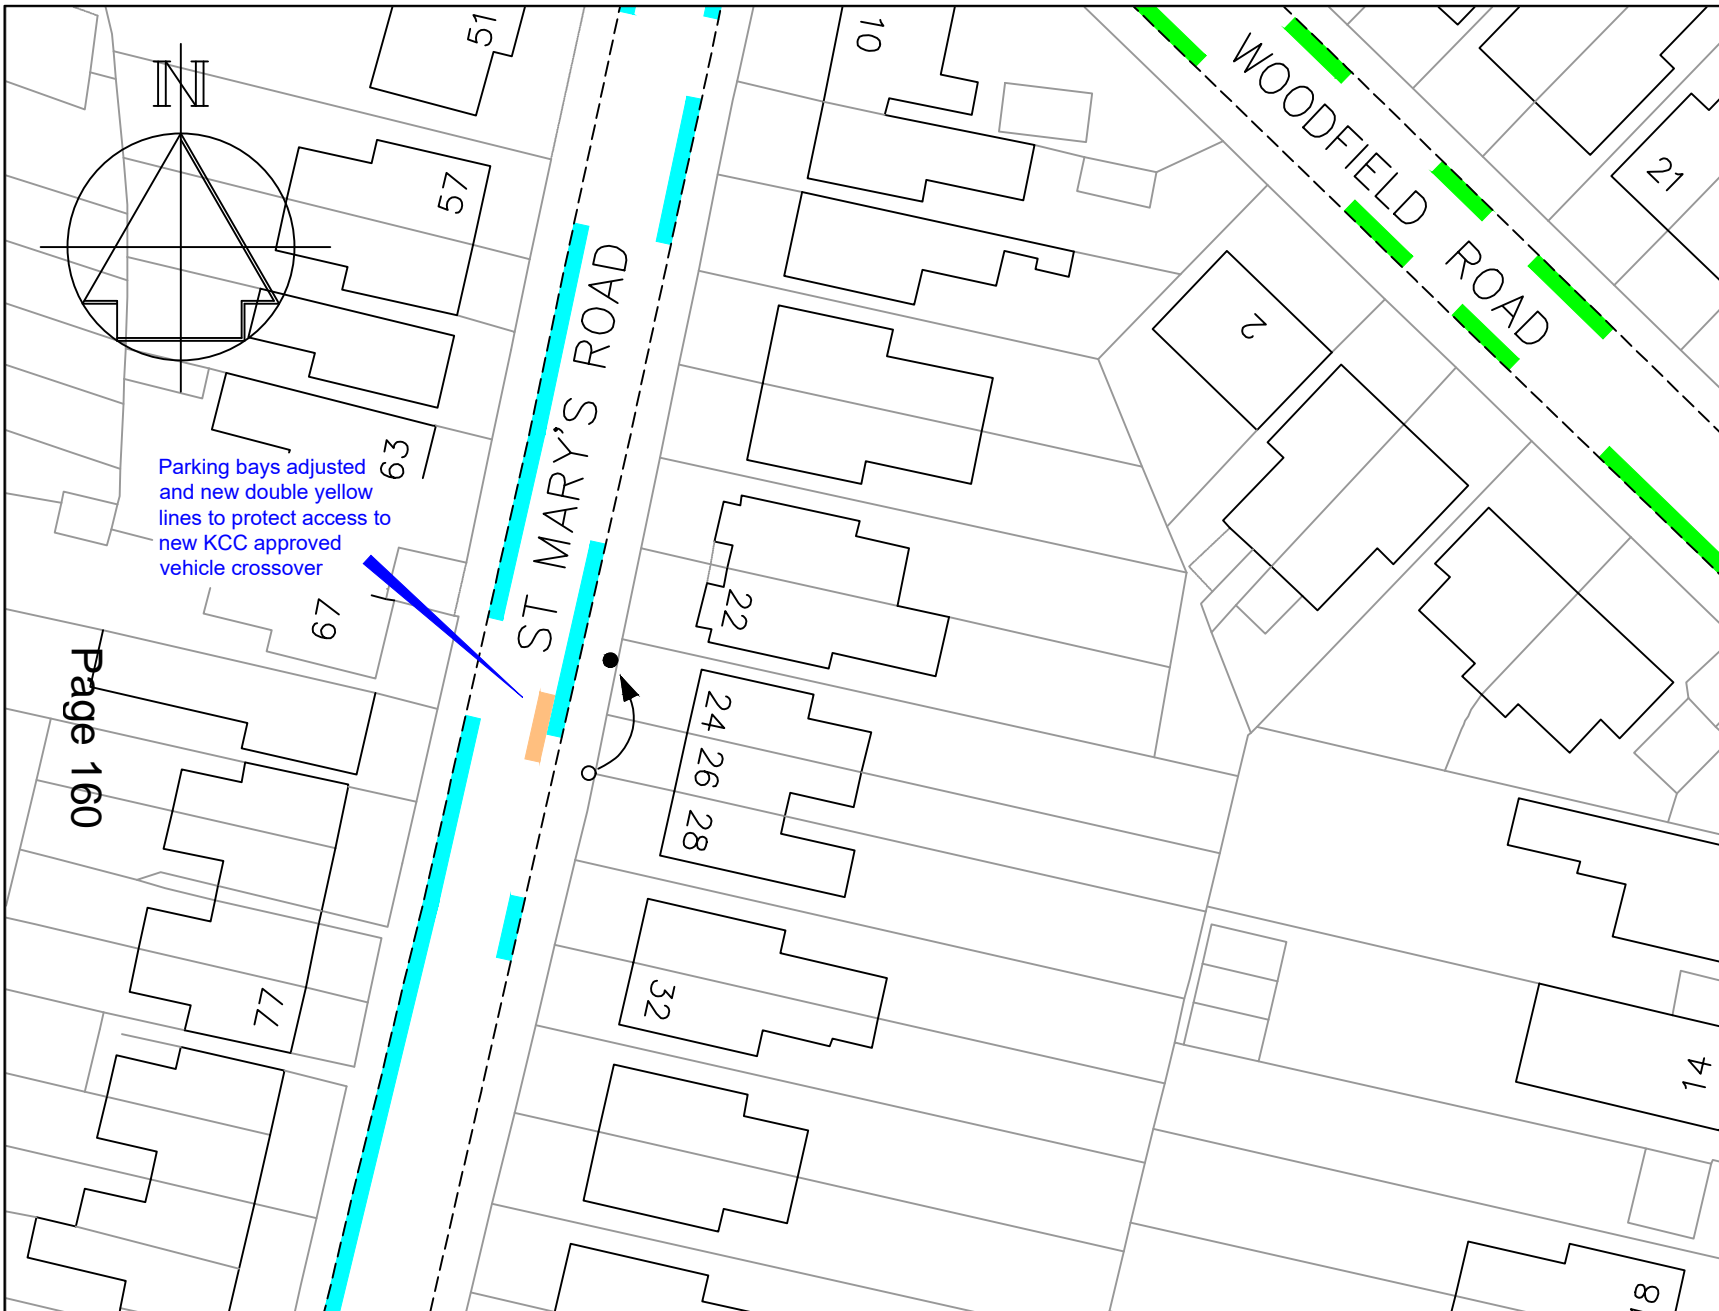 N
51
10
WOODFIELD ROAD
21
57
ST MARY'S ROAD
2
63
Parking bays adjusted
and new double yellow
lines to protect access to
new KCC approved
vehicle crossover
67
22
Page 160
24
26
28
77
32
14
18